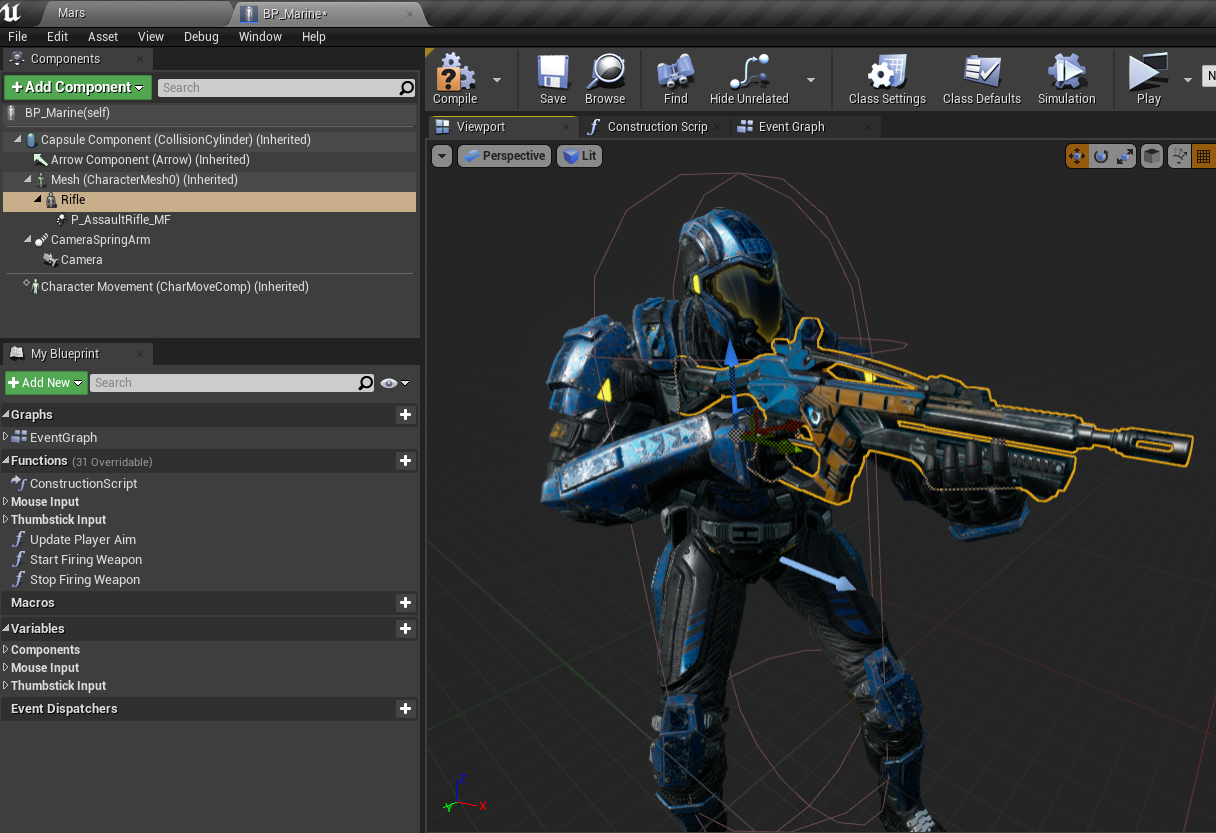 Mars
BP_Marine*
File Edit Asset View Debug Window Help
Components
Add Component
Search
BP_Marine(self)
Capsule Component (CollisionCylinder) (Inherited)
Arrow Component (Arrow) (Inherited)
Mesh (CharacterMesh0) (Inherited)
Rifle
P_AssaultRifle_MF
CameraSpringArm
Camera
Character Movement (CharMoveComp) (Inherited)
My Blueprint
Add New
Search
Graphs
EventGraph
Functions (31 Overridable)
ConstructionScript
Mouse Input
Thumbstick Input
Update Player Aim
Start Firing Weapon
Stop Firing Weapon
Macros
Variables
Components
Mouse Input
Thumbstick Input
Event Dispatchers
Compile Save Browse Find Hide Unrelated Class Settings Class Defaults Simulation Play
N
Viewport
Construction Scrip
Event Graph
Perspective
Lit
Z
X